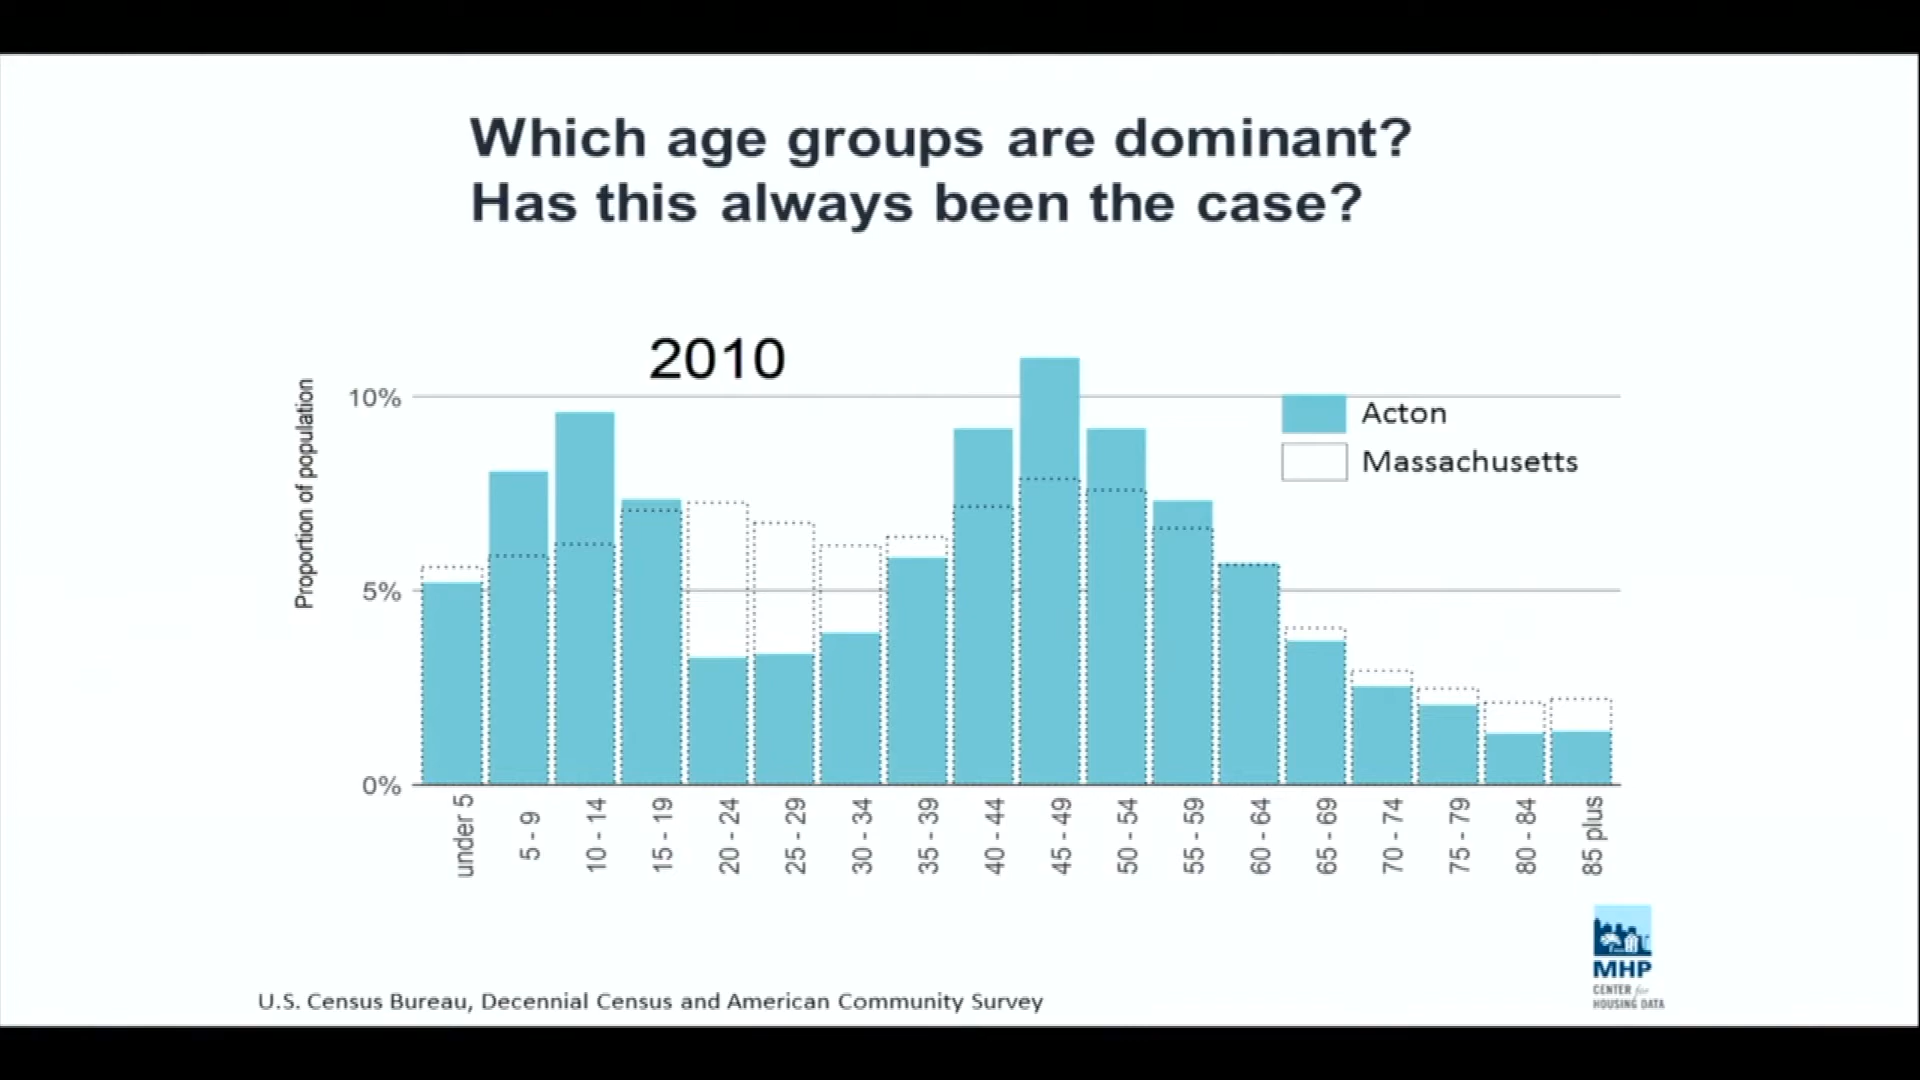 Which age groups are dominant?
Has this always been the case?
2010
Proportion of population
10%
5%
0%
Acton
Massachusetts
under 5
5 - 9
10 - 14
15 - 19
20 - 24
25 - 29
30 - 34
35 - 39
40 - 44
45 - 49
50 - 54
55 - 59
60 - 64
65 - 69
70 - 74
75 - 79
80 - 84
85 plus
MHP
CENTER for
HOUSING DATA
U.S. Census Bureau, Decennial Census and American Community Survey